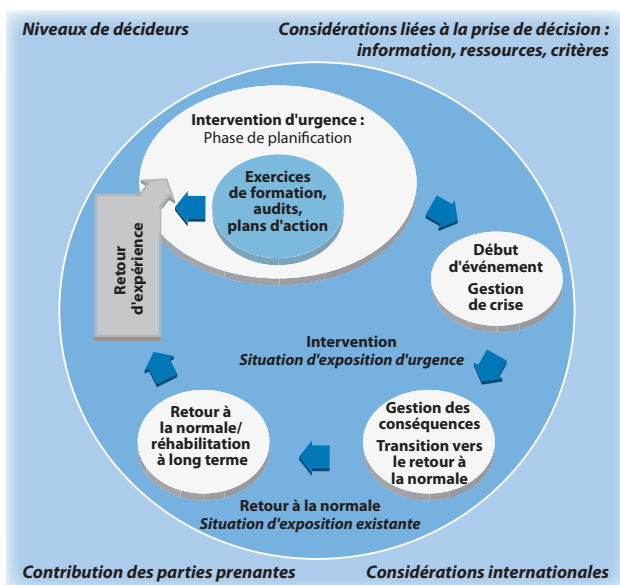 Niveaux de décideurs
Considérations liées à la prise de décision :
information, ressources, critères
Intervention d'urgence :
Phase de planification
Exercices
de formation,
audits,
plans d'action
Retour
d'expérience
Début
d'événement
Gestion
de crise
Intervention
Situation d'exposition d'urgence
Gestion des
conséquences
Transition vers
le retour à
la normale
Retour à
la normale/
réhabilitation
à long terme
Retour à la normale
Situation d'exposition existante
Contribution des parties prenantes
Considérations internationales